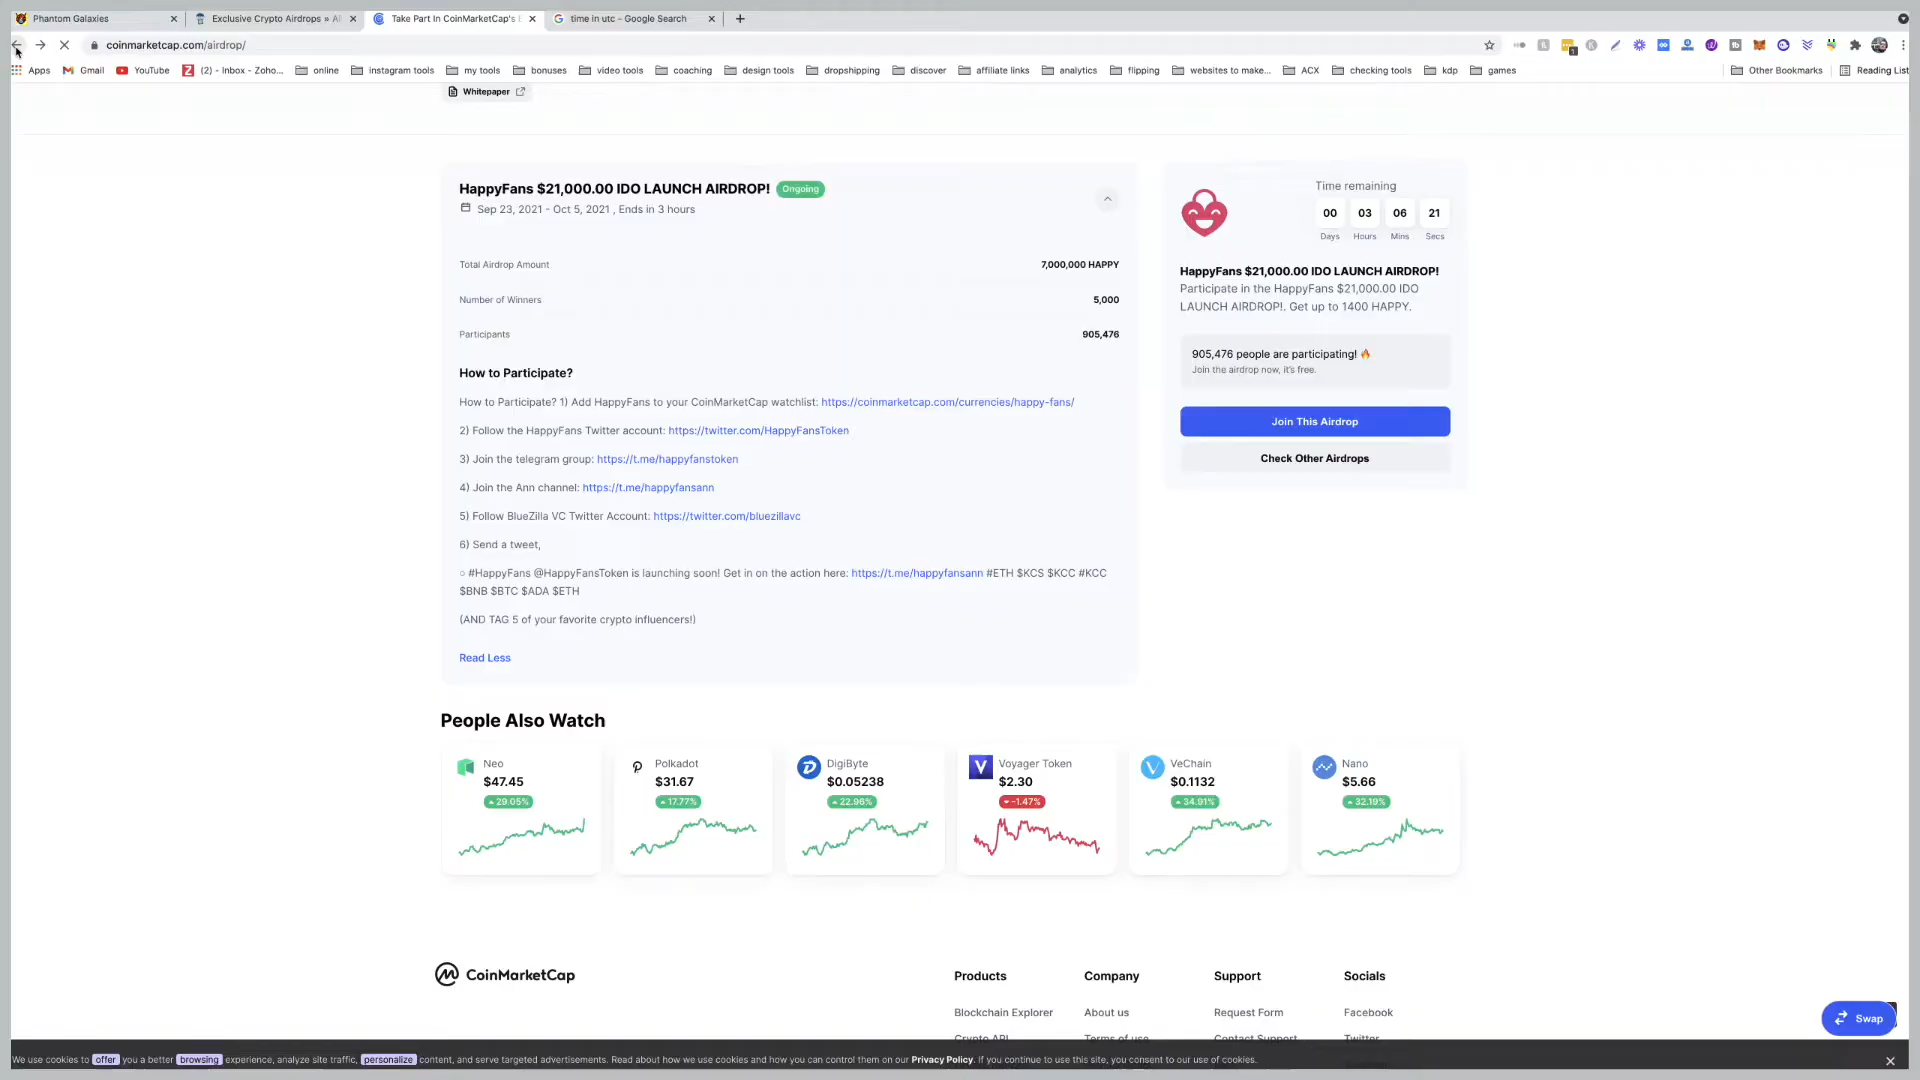 Phantom Galaxies
Exclusive Crypto Airdrops »
Take Part In CoinMarketCap's
time in utc - Google Search
coinmarketcap.com/airdrop/
Apps Gmail YouTube (2) - Inbox - Zoho... online instagram tools my tools bonuses video tools coaching design tools dropshipping discover affiliate links analytics flipping websites to make... ACX checking tools kdp games Other Bookmarks Reading List
Whitepaper
HappyFans $21,000.00 IDO LAUNCH AIRDROP! Ongoing
Sep 23, 2021 - Oct 5, 2021 , Ends in 3 hours
Total Airdrop Amount 7,000,000 HAPPY
Number of Winners 5,000
Participants 905,476
How to Participate?
How to Participate? 1) Add HappyFans to your CoinMarketCap watchlist: https://coinmarketcap.com/currencies/happy-fans/
2) Follow the HappyFans Twitter account: https://twitter.com/HappyFansToken
3) Join the telegram group: https://t.me/happyfanstoken
4) Join the Ann channel: https://t.me/happyfansann
5) Follow BlueZilla VC Twitter Account: https://twitter.com/bluezillavc
6) Send a tweet,
○ #HappyFans @HappyFansToken is launching soon! Get in on the action here: https://t.me/happyfansann #ETH $KCS $KCC #KCC
$BNB $BTC $ADA $ETH
(AND TAG 5 of your favorite crypto influencers!)
Read Less
Time remaining
00 03 06 21
Days Hours Mins Secs
HappyFans $21,000.00 IDO LAUNCH AIRDROP!
Participate in the HappyFans $21,000.00 IDO
LAUNCH AIRDROP!. Get up to 1400 HAPPY.
905,476 people are participating! 🔥
Join the airdrop now, it's free.
Join This Airdrop
Check Other Airdrops
People Also Watch
Neo Polkadot DigiByte Voyager Token VeChain Nano
$47.45 $31.67 $0.05238 $2.30 $0.1132 $5.66
29.05% 17.77% 22.96% -1.47% 34.91% 32.19%
CoinMarketCap
Products Company Support Socials
Blockchain Explorer About us Request Form Facebook
Crypto API Terms of use Contact Support Twitter
Swap
We use cookies to offer you a better browsing experience, analyze site traffic, personalize content, and serve targeted advertisements. Read about how we use cookies and how you can control them on our Privacy Policy. If you continue to use this site, you consent to our use of cookies.